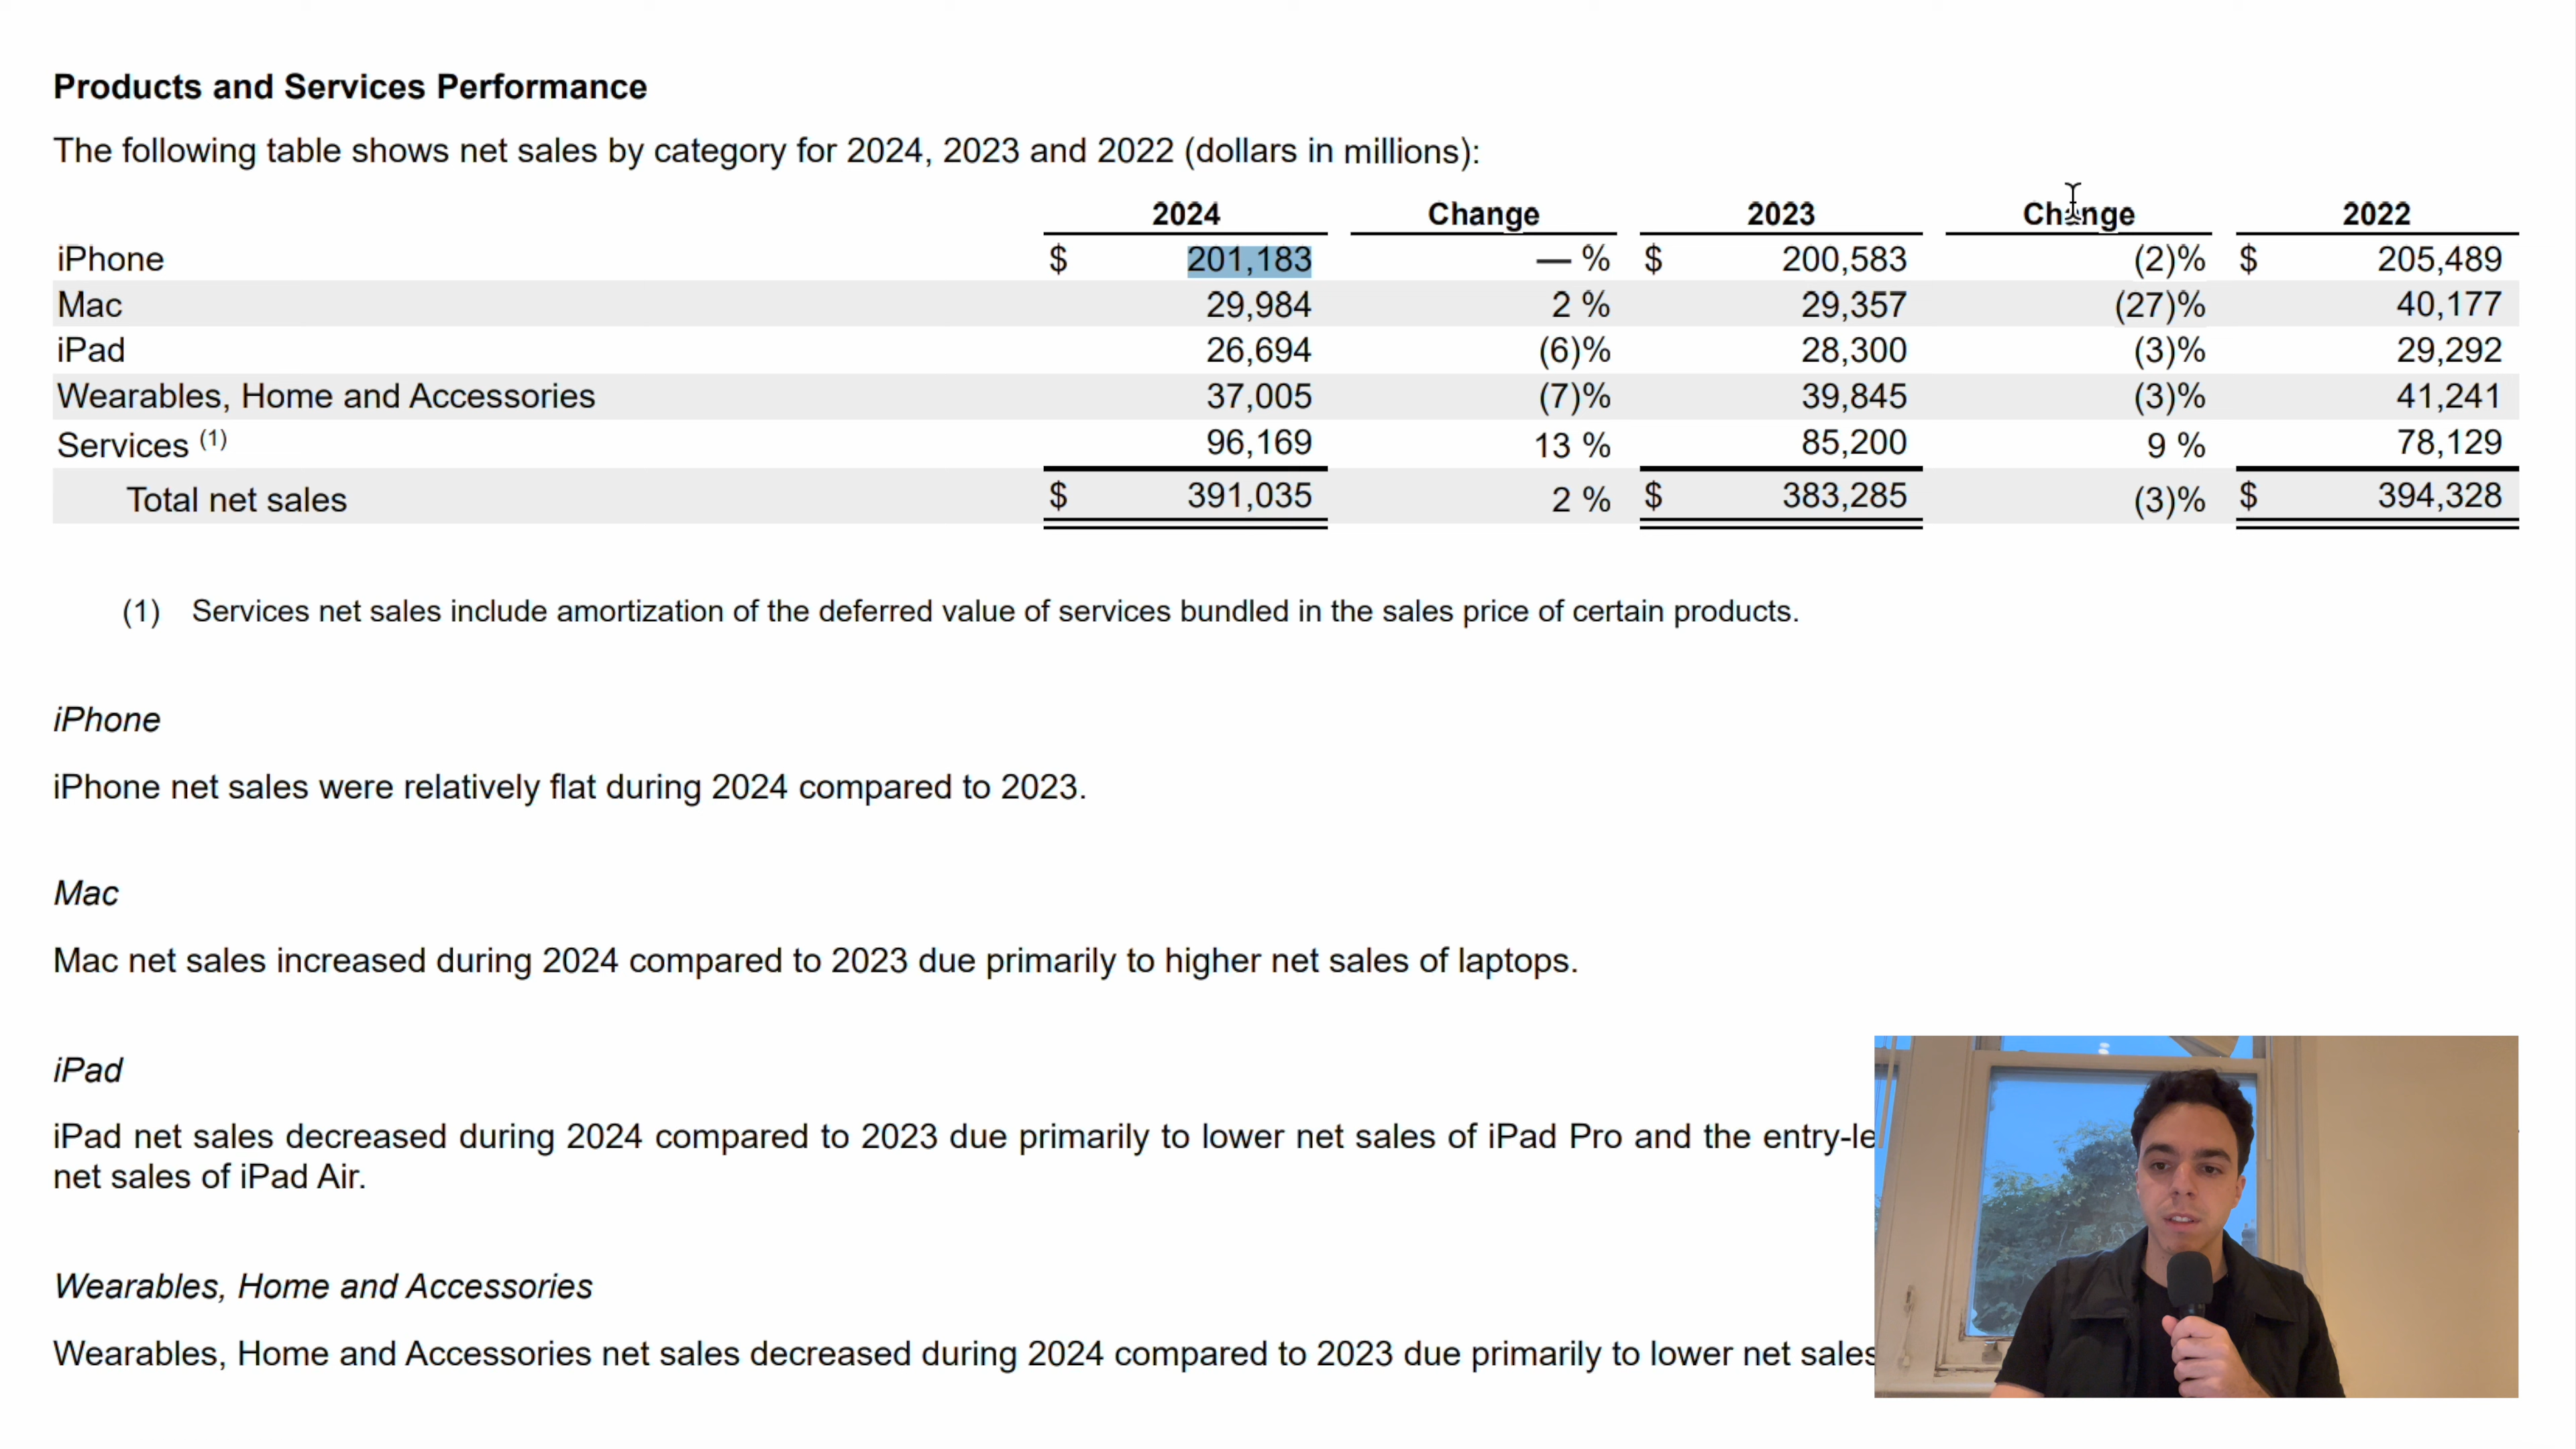 Products and Services Performance
The following table shows net sales by category for 2024, 2023 and 2022 (dollars in millions):
2024 Change 2023 Change 2022
iPhone $ 201,183 — % $ 200,583 (2)% $ 205,489
Mac 29,984 2 % 29,357 (27)% 40,177
iPad 26,694 (6)% 28,300 (3)% 29,292
Wearables, Home and Accessories 37,005 (7)% 39,845 (3)% 41,241
Services (1) 96,169 13 % 85,200 9 % 78,129
Total net sales $ 391,035 2 % $ 383,285 (3)% $ 394,328
(1) Services net sales include amortization of the deferred value of services bundled in the sales price of certain products.
iPhone
iPhone net sales were relatively flat during 2024 compared to 2023.
Mac
Mac net sales increased during 2024 compared to 2023 due primarily to higher net sales of laptops.
iPad
iPad net sales decreased during 2024 compared to 2023 due primarily to lower net sales of iPad Pro and the entry-le
net sales of iPad Air.
Wearables, Home and Accessories
Wearables, Home and Accessories net sales decreased during 2024 compared to 2023 due primarily to lower net sales